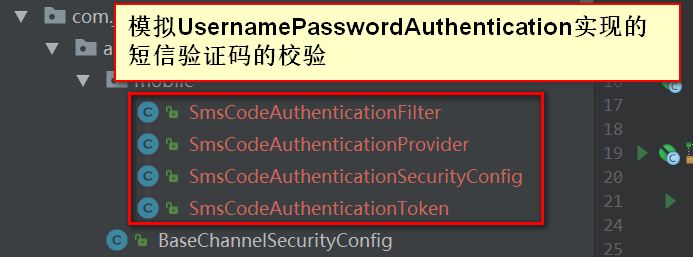 com.
模拟UsernamePasswordAuthentication实现的
短信验证码的校验
a
mobile
SmsCodeAuthenticationFilter
17
18
SmsCodeAuthenticationProvider
19
SmsCodeAuthenticationSecurityConfig
20
21
SmsCodeAuthenticationToken
24
BaseChannelSecurityConfig
25